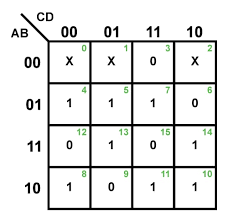 CD
AB 00 01 11 10
0 1 3 2
00 X X 0 X
4 5 7 6
01 1 1 1 0
12 13 15 14
11 0 1 0 1
8 9 11 10
10 1 0 1 1